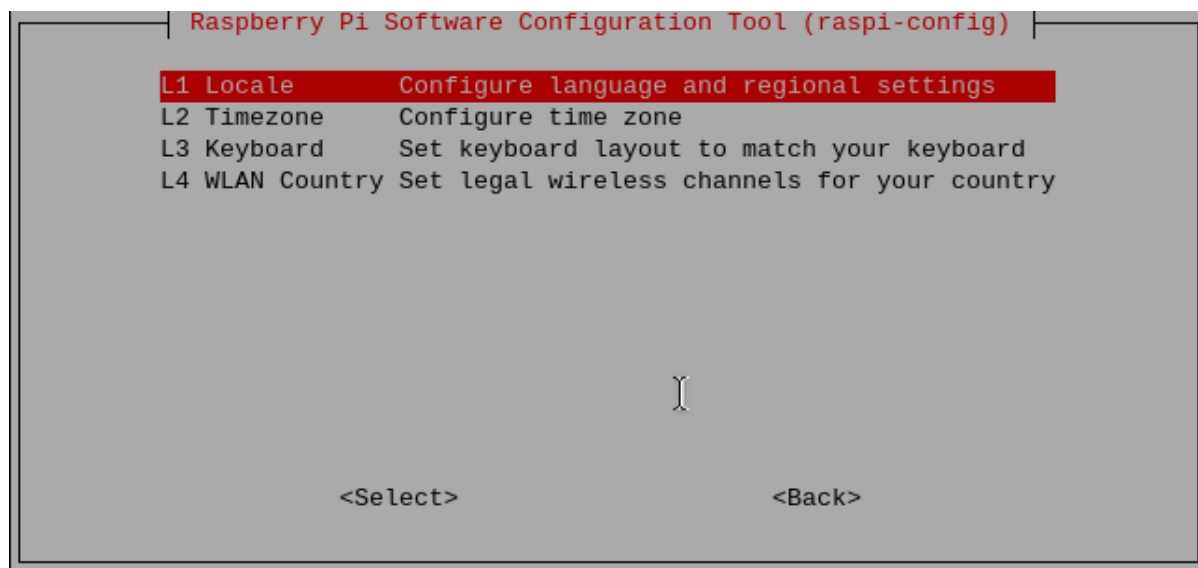 Raspberry Pi Software Configuration Tool (raspi-config)
L1 Locale Configure language and regional settings
L2 Timezone Configure time zone
L3 Keyboard Set keyboard layout to match your keyboard
L4 WLAN Country Set legal wireless channels for your country
<Select> <Back>